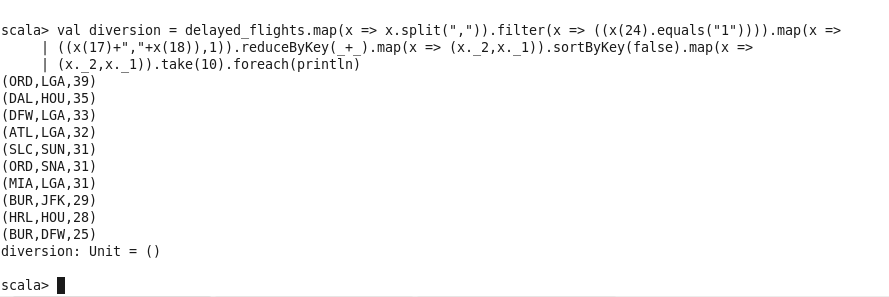 scala> val diversion = delayed_flights.map(x => x.split(",")).filter(x => ((x(24).equals("1")))).map(x =>
     | ((x(17)+","+x(18)),1)).reduceByKey(_+_).map(x => (x._2,x._1)).sortByKey(false).map(x =>
     | (x._2,x._1)).take(10).foreach(println)
(ORD,LGA,39)
(DAL,HOU,35)
(DFW,LGA,33)
(ATL,LGA,32)
(SLC,SUN,31)
(ORD,SNA,31)
(MIA,LGA,31)
(BUR,JFK,29)
(HRL,HOU,28)
(BUR,DFW,25)
diversion: Unit = ()
scala>